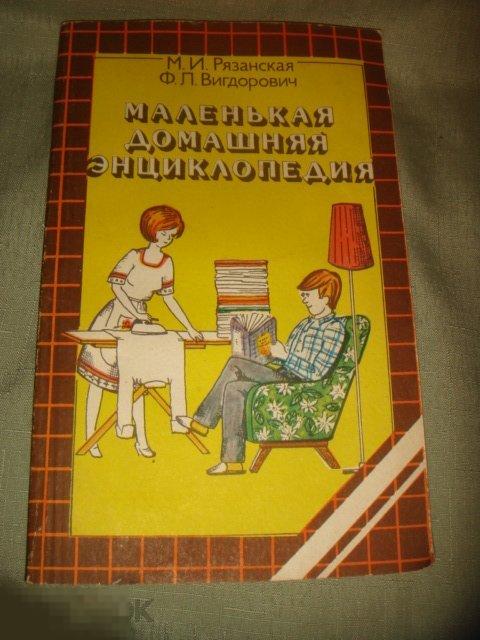 М. И. Рязанская
Ф. Л. Вигдорович
МАЛЕНЬКАЯ
ДОМАШНЯЯ
ЭНЦИКЛОПЕДИЯ